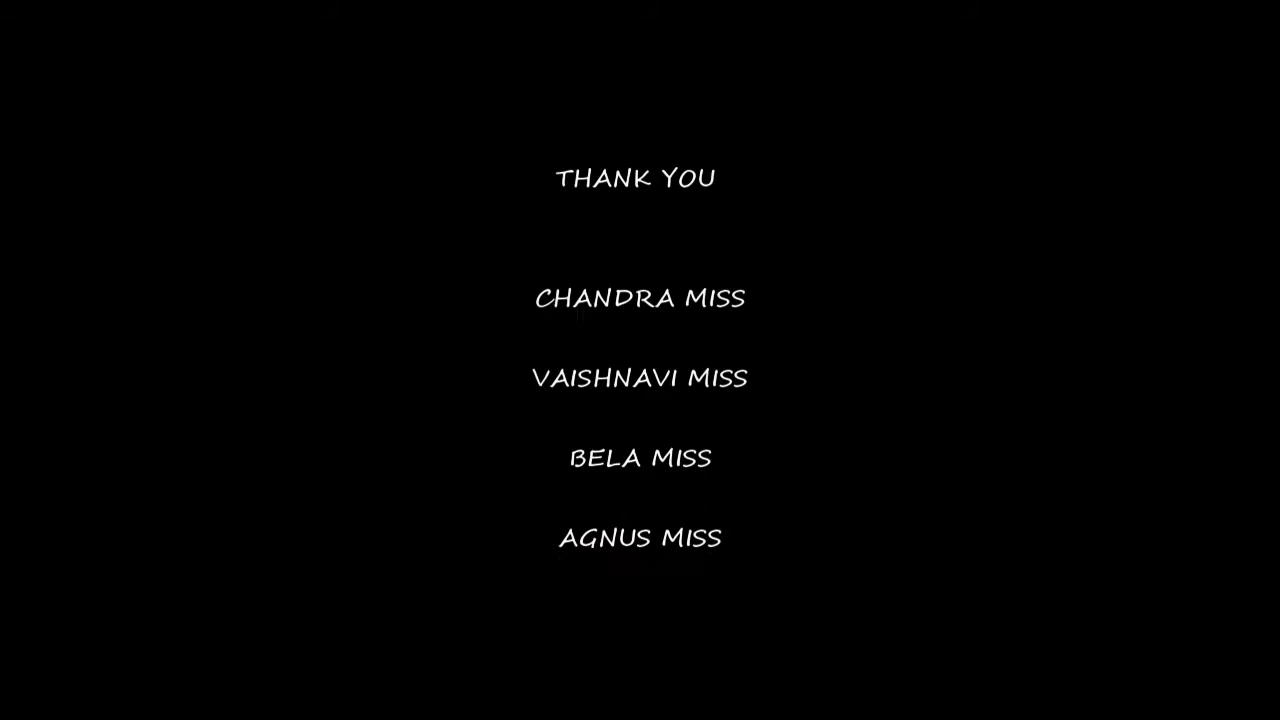 THANK YOU
CHANDRA MISS
VAISHNAVI MISS
BELA MISS
AGNUS MISS